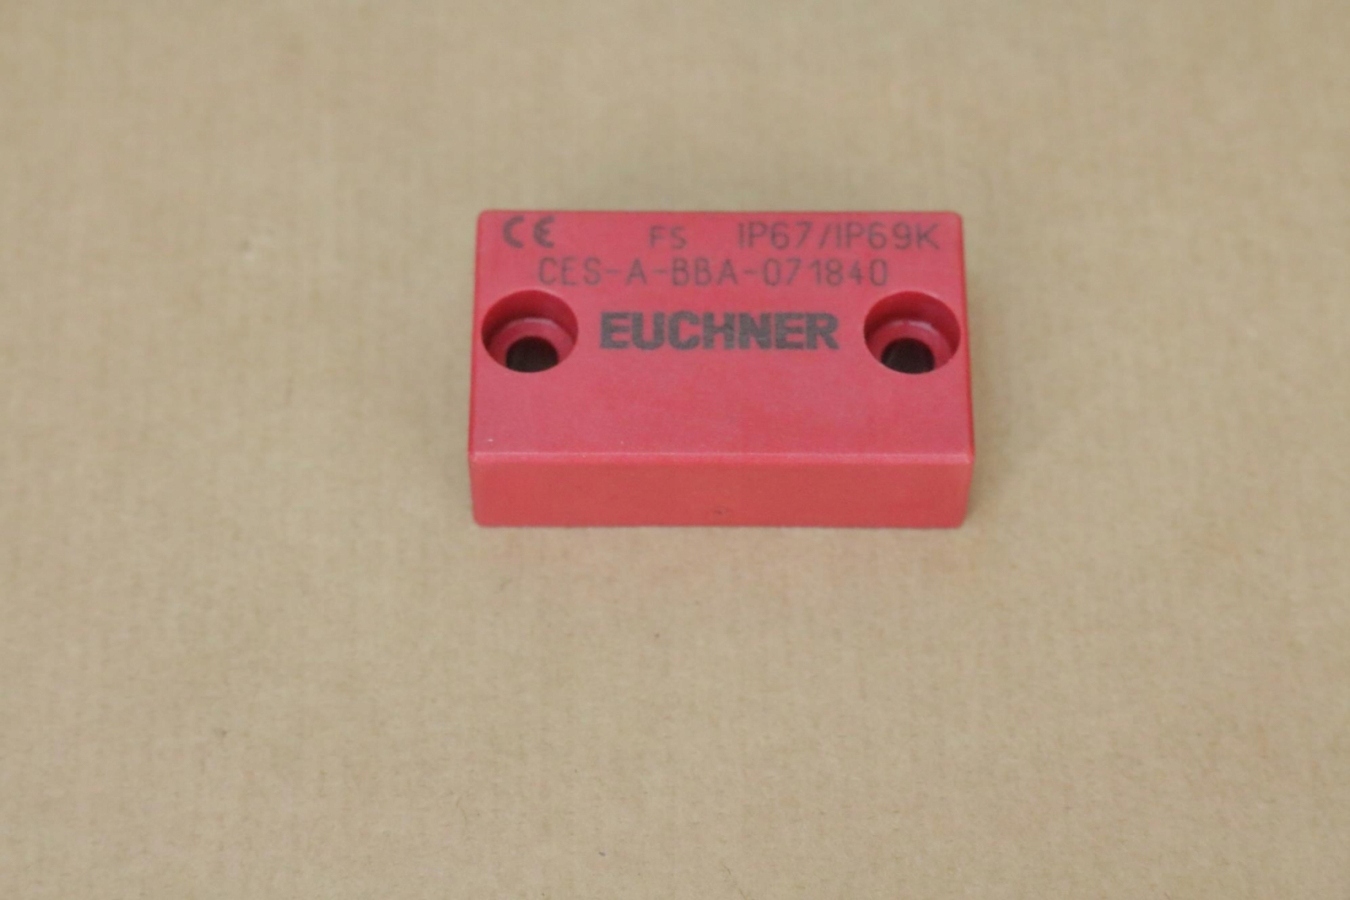 CE FS IP67/IP69K
CES-A-BBA-071840
EUCHNER